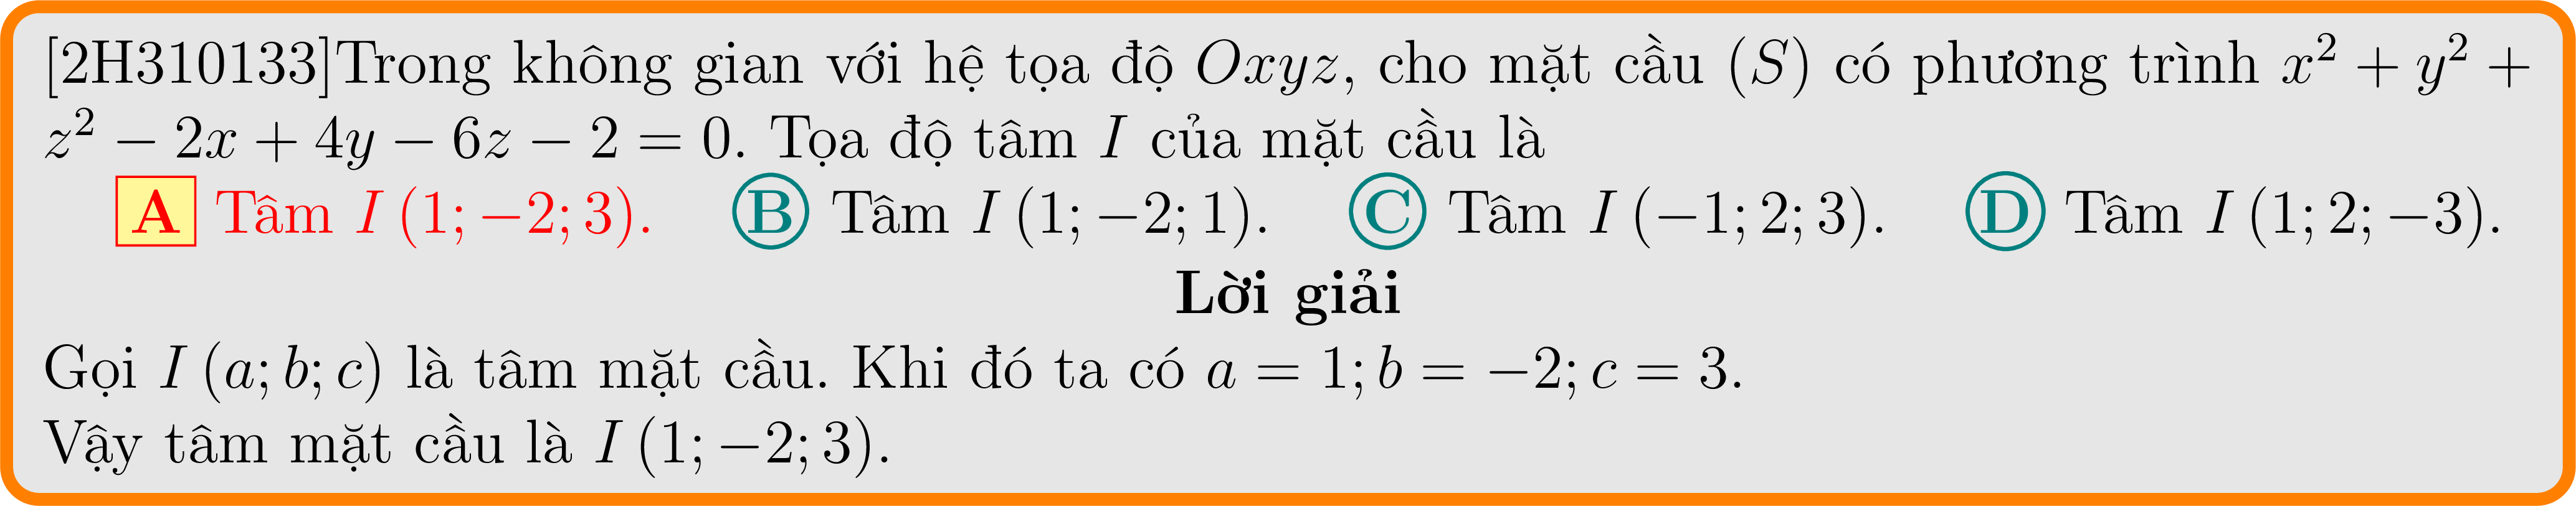 [2H310133]Trong không gian với hệ tọa độ Oxyz, cho mặt cầu (S) có phương trình x² + y² +
z² − 2x + 4y − 6z − 2 = 0. Tọa độ tâm I của mặt cầu là
A Tâm I (1; −2; 3). B Tâm I (1; −2; 1). C Tâm I (−1; 2; 3). D Tâm I (1; 2; −3).
Lời giải
Gọi I (a; b; c) là tâm mặt cầu. Khi đó ta có a = 1; b = −2; c = 3.
Vậy tâm mặt cầu là I (1; −2; 3).